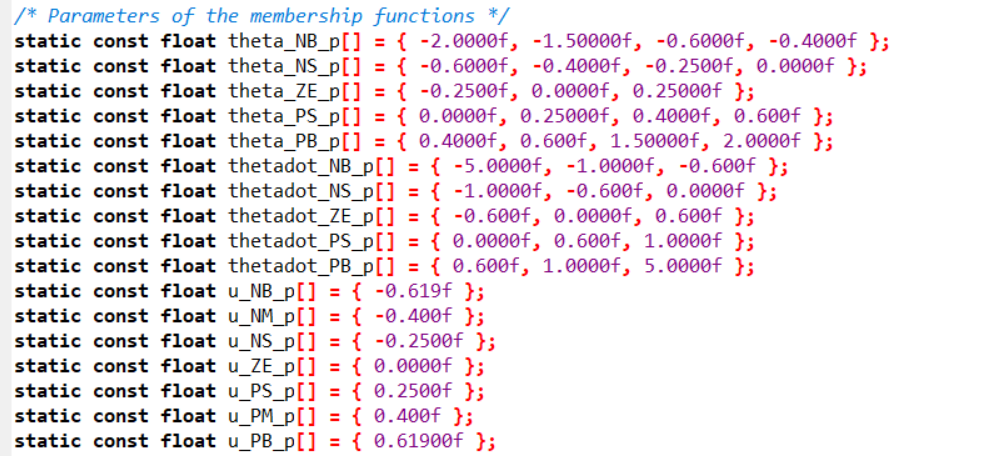 /* Parameters of the membership functions */
static const float theta_NB_p[] = { -2.0000f, -1.50000f, -0.6000f, -0.4000f };
static const float theta_NS_p[] = { -0.6000f, -0.4000f, -0.2500f, 0.0000f };
static const float theta_ZE_p[] = { -0.2500f, 0.0000f, 0.25000f };
static const float theta_PS_p[] = { 0.0000f, 0.25000f, 0.4000f, 0.600f };
static const float theta_PB_p[] = { 0.4000f, 0.600f, 1.50000f, 2.0000f };
static const float thetadot_NB_p[] = { -5.0000f, -1.0000f, -0.600f };
static const float thetadot_NS_p[] = { -1.0000f, -0.600f, 0.0000f };
static const float thetadot_ZE_p[] = { -0.600f, 0.0000f, 0.600f };
static const float thetadot_PS_p[] = { 0.0000f, 0.600f, 1.0000f };
static const float thetadot_PB_p[] = { 0.600f, 1.0000f, 5.0000f };
static const float u_NB_p[] = { -0.619f };
static const float u_NM_p[] = { -0.400f };
static const float u_NS_p[] = { -0.2500f };
static const float u_ZE_p[] = { 0.0000f };
static const float u_PS_p[] = { 0.2500f };
static const float u_PM_p[] = { 0.400f };
static const float u_PB_p[] = { 0.61900f };